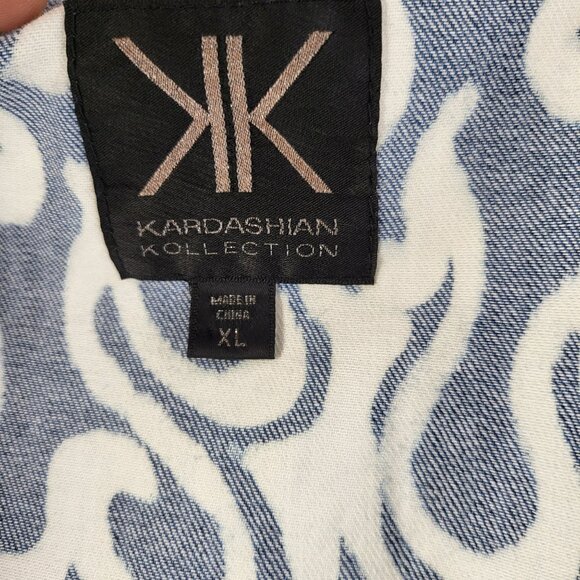 KK
KARDASHIAN
KOLLECTION
MADE IN
CHINA
XL